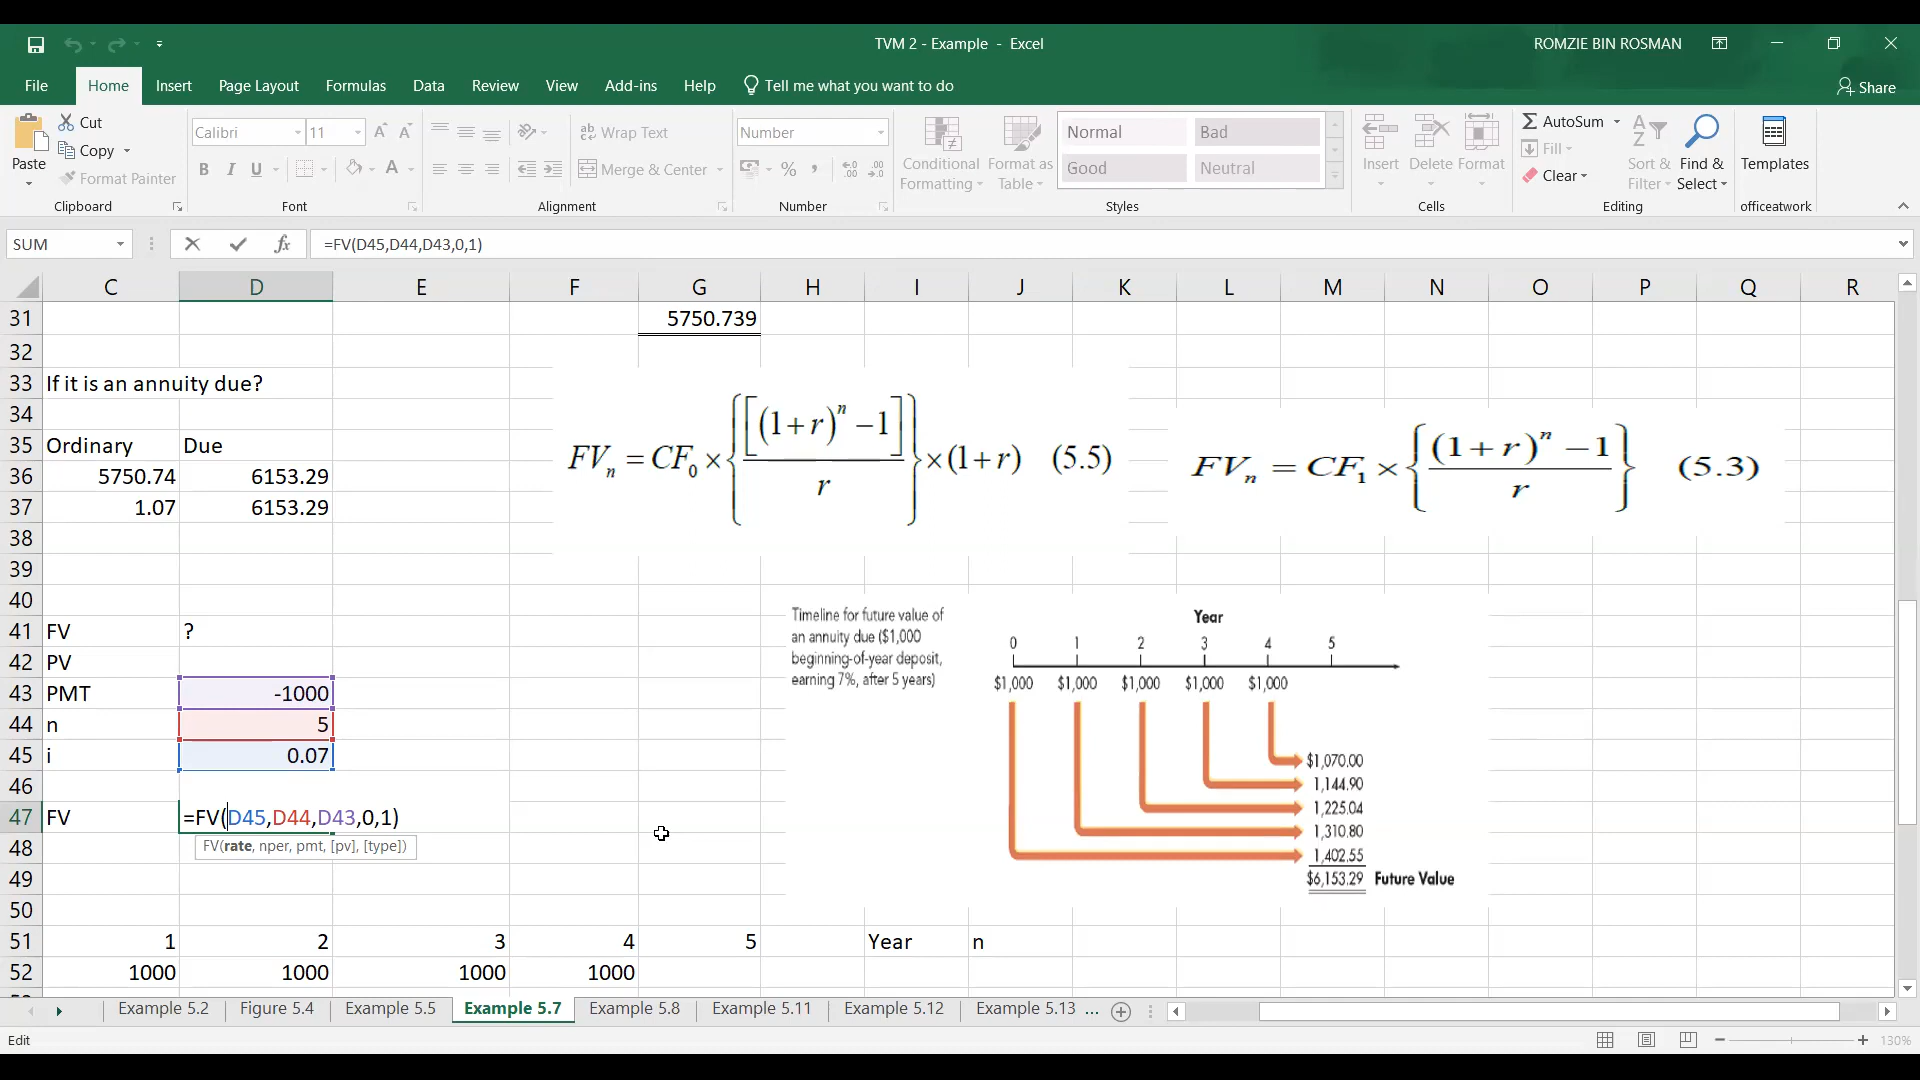 TVM 2 - Example - Excel
ROMZIE BIN ROSMAN
File Home Insert Page Layout Formulas Data Review View Add-ins Help Tell me what you want to do
Share
Paste
Cut
Copy
Format Painter
Clipboard
Calibri 11 A A
B I U A
Font
ab Wrap Text
Merge & Center
Alignment
Number
%
Number
Conditional Formatting
Format as Table
Normal Bad
Good Neutral
Styles
Insert Delete Format
Cells
AutoSum
Fill
Clear
Sort & Filter
Find & Select
Editing
Templates
officeatwork
SUM fx =FV(D45,D44,D43,0,1)
C D E F G H I J K L M N O P Q R
31 5750.739
32
33 If it is an annuity due?
34
35 Ordinary Due
36 5750.74 6153.29
37 1.07 6153.29
38
39
40
41 FV ?
42 PV
43 PMT -1000
44 n 5
45 i 0.07
46
47 FV =FV(D45,D44,D43,0,1)
FV(rate, nper, pmt, [pv], [type])
48
49
50
51 1 2 3 4 5 Year n
52 1000 1000 1000 1000
FVn = CF0 × {[(1+r)^n −1] / r} × (1+r) (5.5)
FVn = CF1 × {(1+r)^n −1 / r} (5.3)
Timeline for future value of
an annuity due ($1,000
beginning-of-year deposit,
earning 7%, after 5 years)
Year
0 1 2 3 4 5
$1,000 $1,000 $1,000 $1,000 $1,000
$1,070.00
1,144.90
1,225.04
1,310.80
1,402.55
$6,153.29 Future Value
Example 5.2 Figure 5.4 Example 5.5 Example 5.7 Example 5.8 Example 5.11 Example 5.12 Example 5.13 ...
Edit
130%